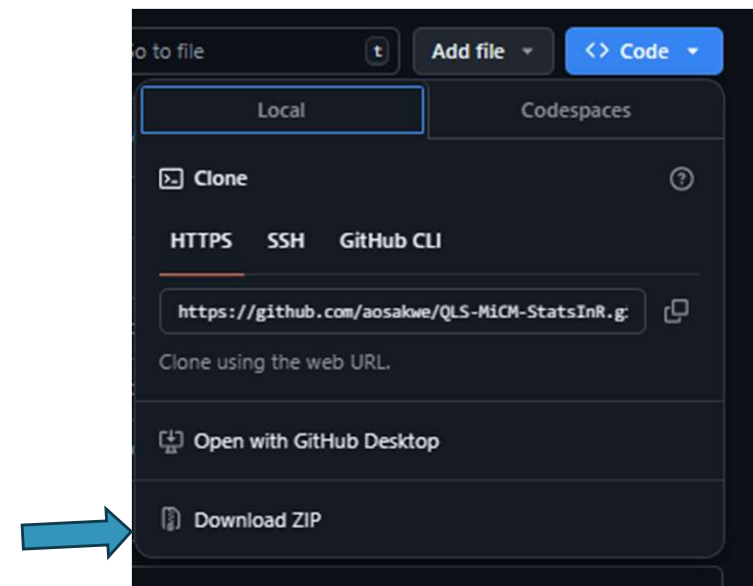 o to file t Add file <> Code
Local Codespaces
Clone
HTTPS SSH GitHub CLI
https://github.com/aosakwe/QLS-MiCM-StatsInR.g
Clone using the web URL.
Open with GitHub Desktop
Download ZIP